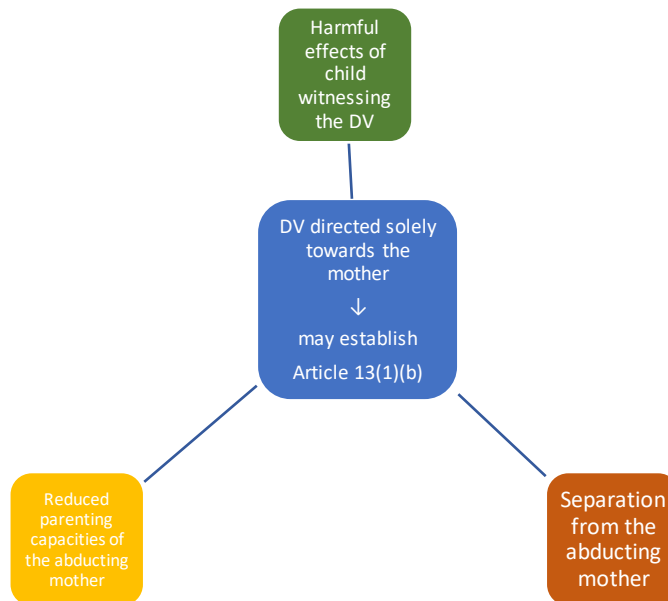 Harmful
effects of
child
witnessing
the DV
DV directed solely
towards the
mother
↓
may establish
Article 13(1)(b)
Reduced
parenting
capacities of
the abducting
mother
Separation
from the
abducting
mother